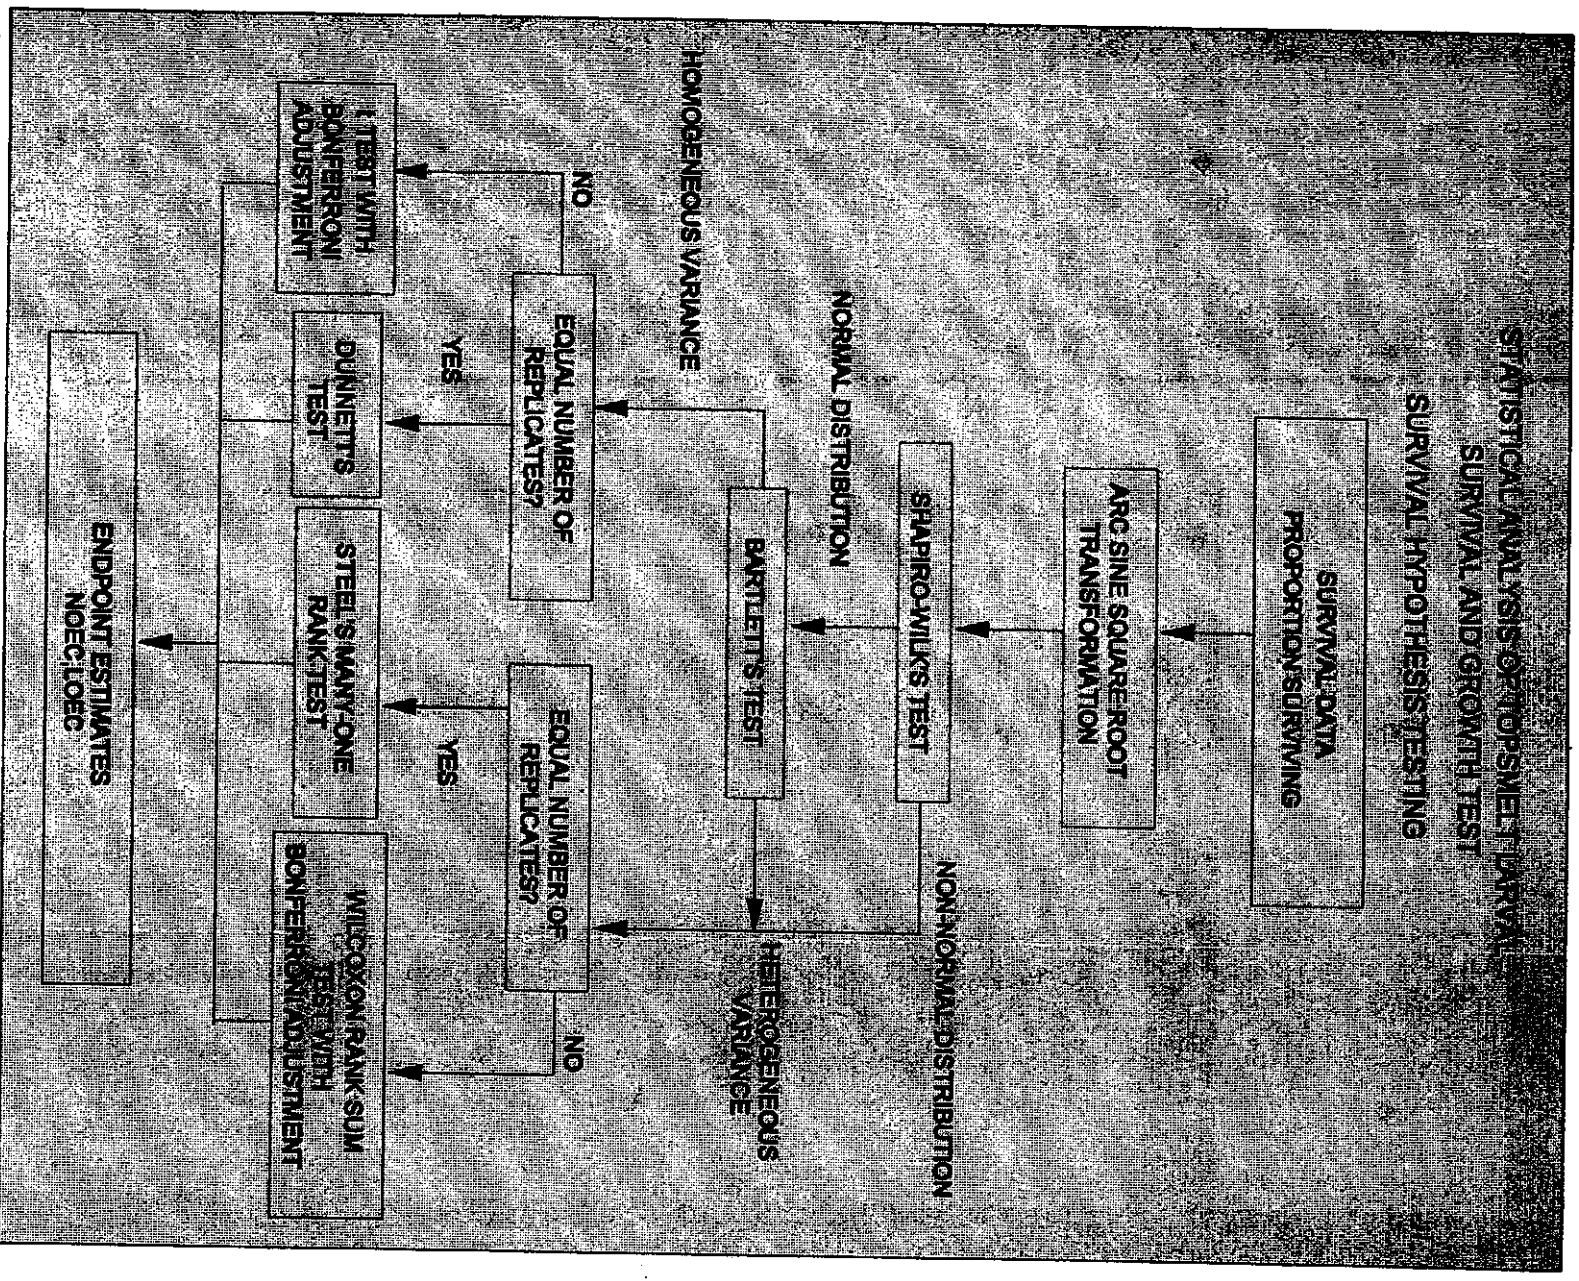 STATISTICAL ANALYSIS OF TOPSMELT LARVAL
SURVIVAL AND GROWTH TEST
SURVIVAL HYPOTHESIS TESTING
SURVIVAL DATA
PROPORTION SURVIVING
ARC SINE SQUARE ROOT
TRANSFORMATION
SHAPIRO-WILK'S TEST
NON-NORMAL DISTRIBUTION
NORMAL DISTRIBUTION
BARTLETT'S TEST
HETEROGENEOUS
VARIANCE
HOMOGENEOUS VARIANCE
EQUAL NUMBER OF
REPLICATES?
EQUAL NUMBER OF
REPLICATES?
NO
YES
YES
NO
t TEST WITH
BONFERRONI
ADJUSTMENT
DUNNETT'S
TEST
STEEL'S MANY-ONE
RANK TEST
WILCOXON RANK SUM
TEST WITH
BONFERRONI ADJUSTMENT
ENDPOINT ESTIMATES
NOEC, LOEC